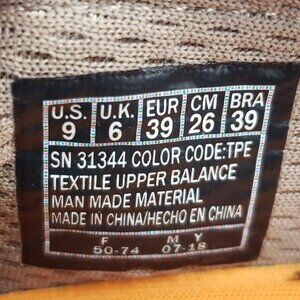 U.S. U.K. EUR CM BRA
9 6 39 26 39
SN 31344 COLOR CODE:TPE
TEXTILE UPPER BALANCE
MAN MADE MATERIAL
MADE IN CHINA/HECHO EN CHINA
F M Y
50-74 07-18